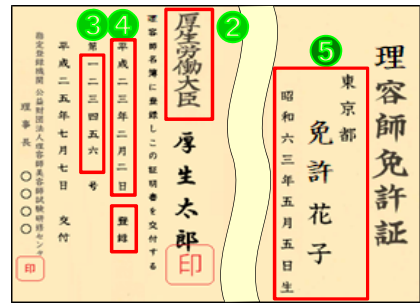 理容師免許証
⑤
東京都
免許花子
昭和六三年五月五日生
②
厚生労働大臣 厚生太郎
印
理容師名簿に登録しこの証明書を交付する
④
平成二三年二月二日 登録
③
第一二三四五六号
平成二五年七月七日 交付
指定登録機関 公益財団法人理容師美容師試験研修センター
理事長 〇〇〇〇
印